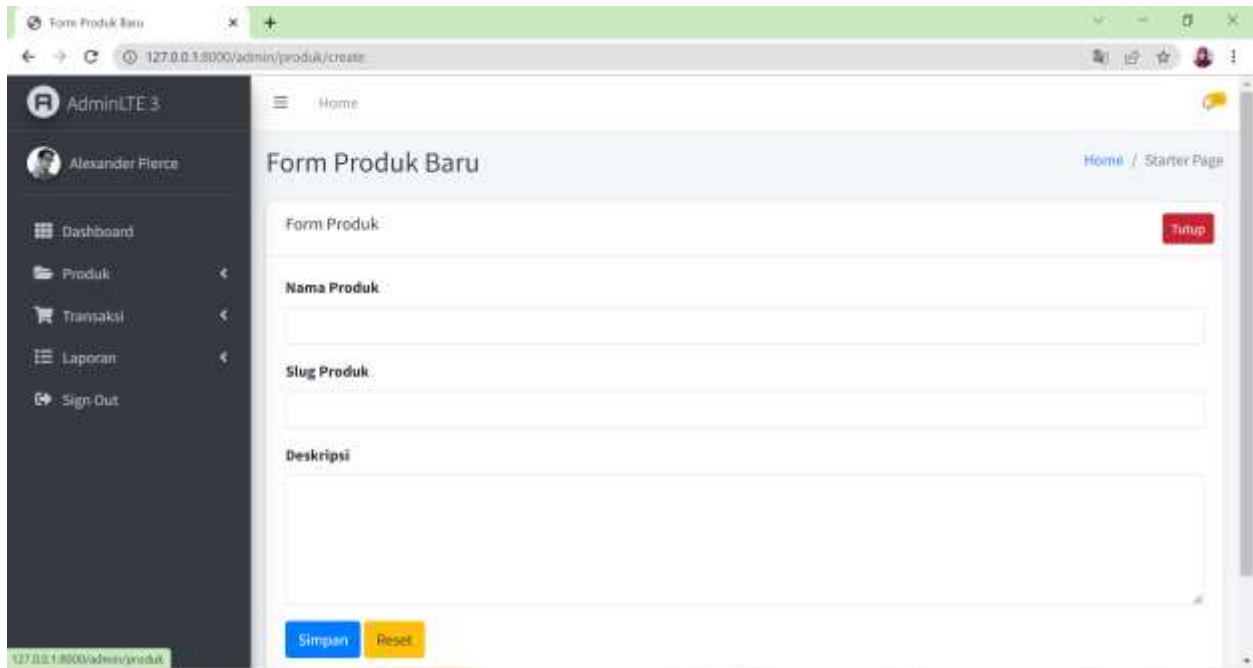 Form Produk Baru
127.0.0.1:8000/admin/produk/create
AdminLTE 3
Home
Alexander Pierce
Form Produk Baru
Home / Starter Page
Form Produk
Tutup
Dashboard
Produk
Transaksi
Laporan
Sign Out
Nama Produk
Slug Produk
Deskripsi
Simpan
Reset
127.0.0.1:8000/admin/produk